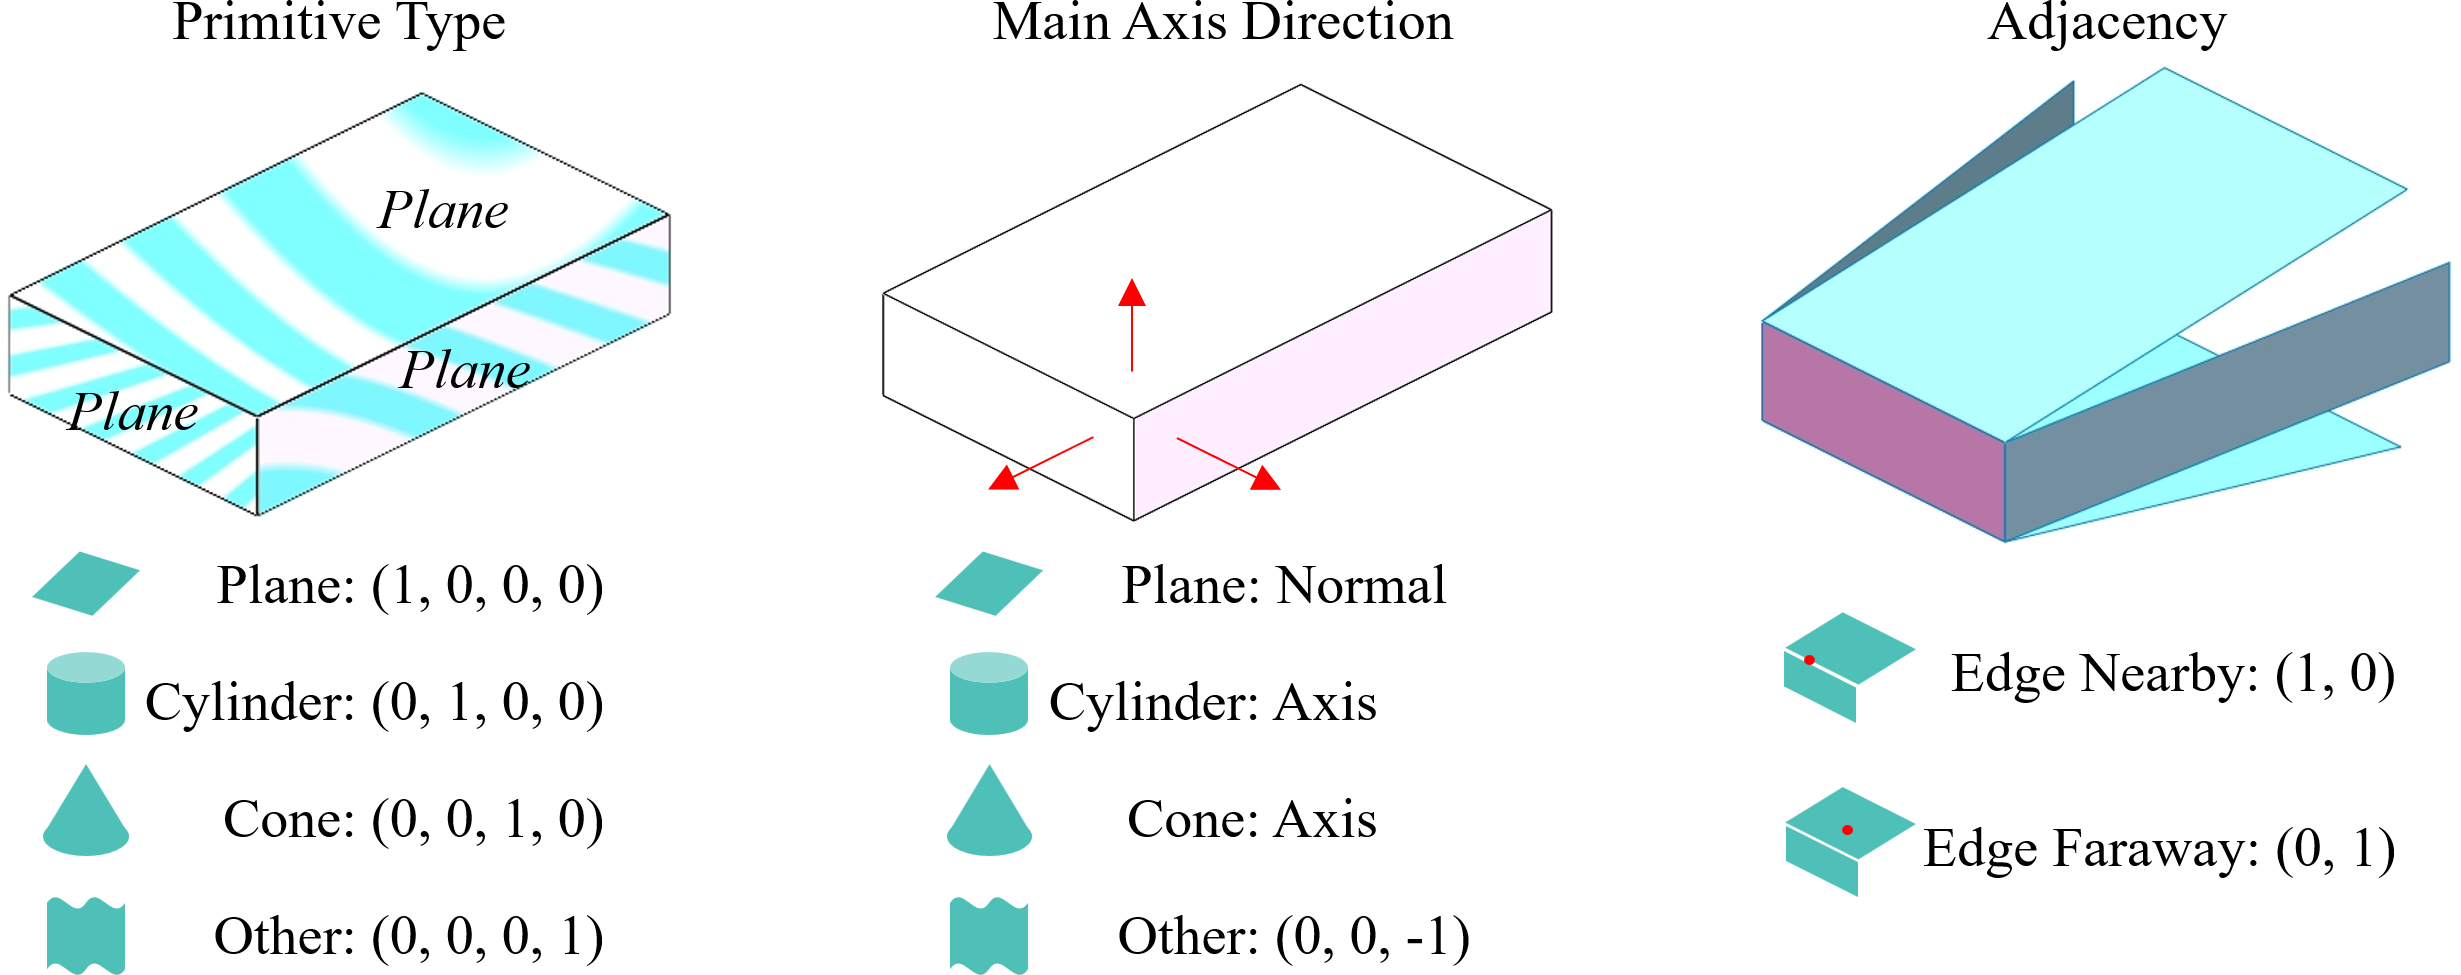 Primitive Type
Plane
Plane
Plane
Plane: (1, 0, 0, 0)
Cylinder: (0, 1, 0, 0)
Cone: (0, 0, 1, 0)
Other: (0, 0, 0, 1)
Main Axis Direction
Plane: Normal
Cylinder: Axis
Cone: Axis
Other: (0, 0, -1)
Adjacency
Edge Nearby: (1, 0)
Edge Faraway: (0, 1)